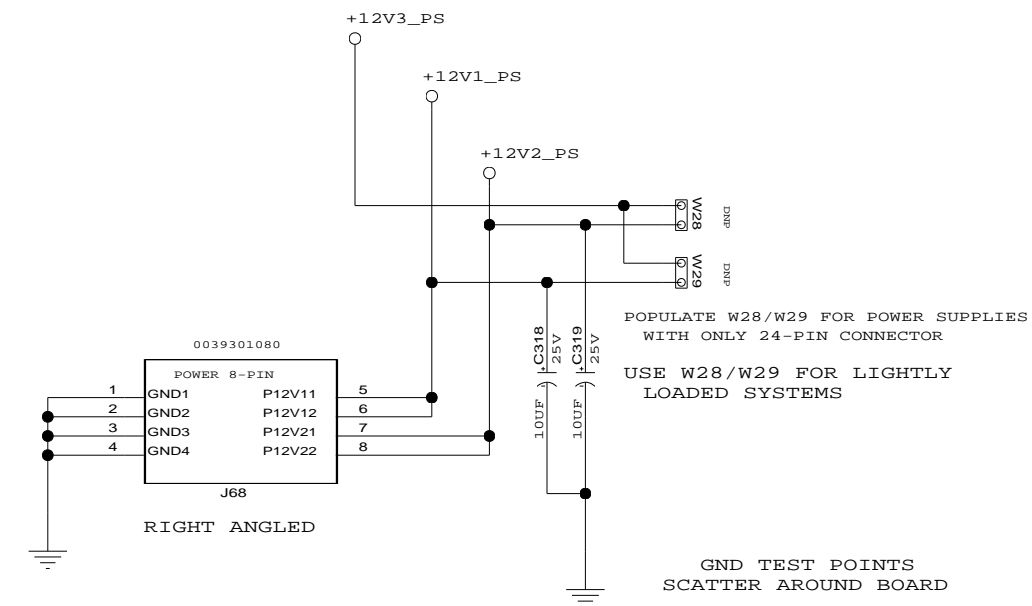 +12V3_PS
+12V1_PS
+12V2_PS
W28
DNP
W29
DNP
POPULATE W28/W29 FOR POWER SUPPLIES
WITH ONLY 24-PIN CONNECTOR
USE W28/W29 FOR LIGHTLY
LOADED SYSTEMS
+C318
25V
10UF
+C319
25V
10UF
0039301080
POWER 8-PIN
1 GND1 P12V11 5
2 GND2 P12V12 6
3 GND3 P12V21 7
4 GND4 P12V22 8
J68
RIGHT ANGLED
GND TEST POINTS
SCATTER AROUND BOARD